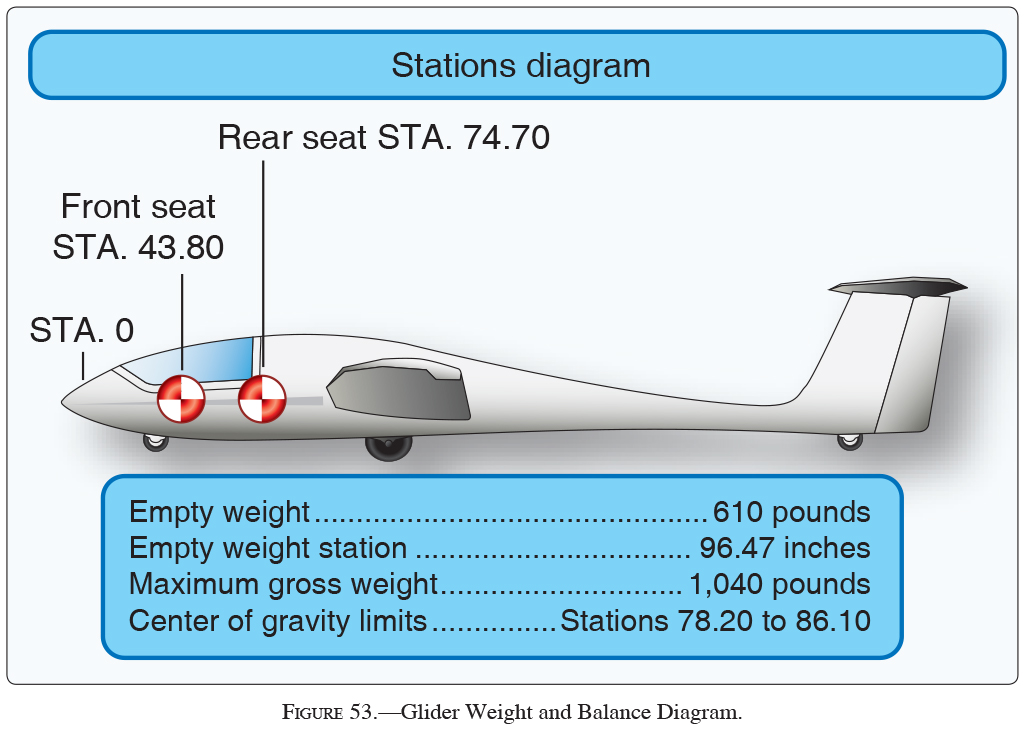 Stations diagram
Rear seat STA. 74.70
Front seat
STA. 43.80
STA. 0
Empty weight............................................... 610 pounds
Empty weight station ................................. 96.47 inches
Maximum gross weight............................. 1,040 pounds
Center of gravity limits...............Stations 78.20 to 86.10
FIGURE 53.—Glider Weight and Balance Diagram.